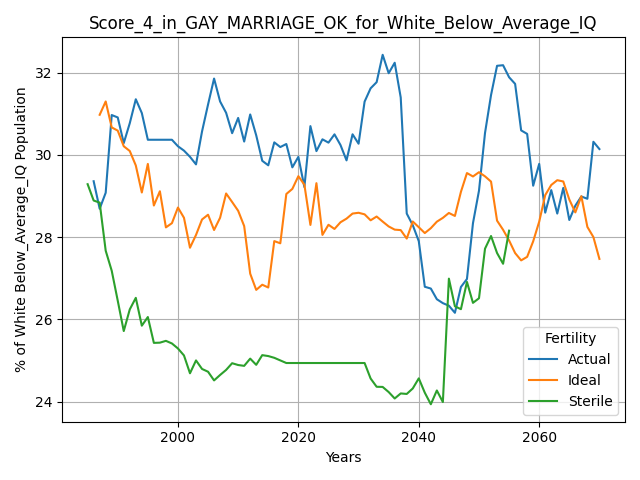 Score_4_in_GAY_MARRIAGE_OK_for_White_Below_Average_IQ
% of White Below_Average_IQ Population
32
30
28
26
24
2000 2020 2040 2060
Years
Fertility
Actual
Ideal
Sterile